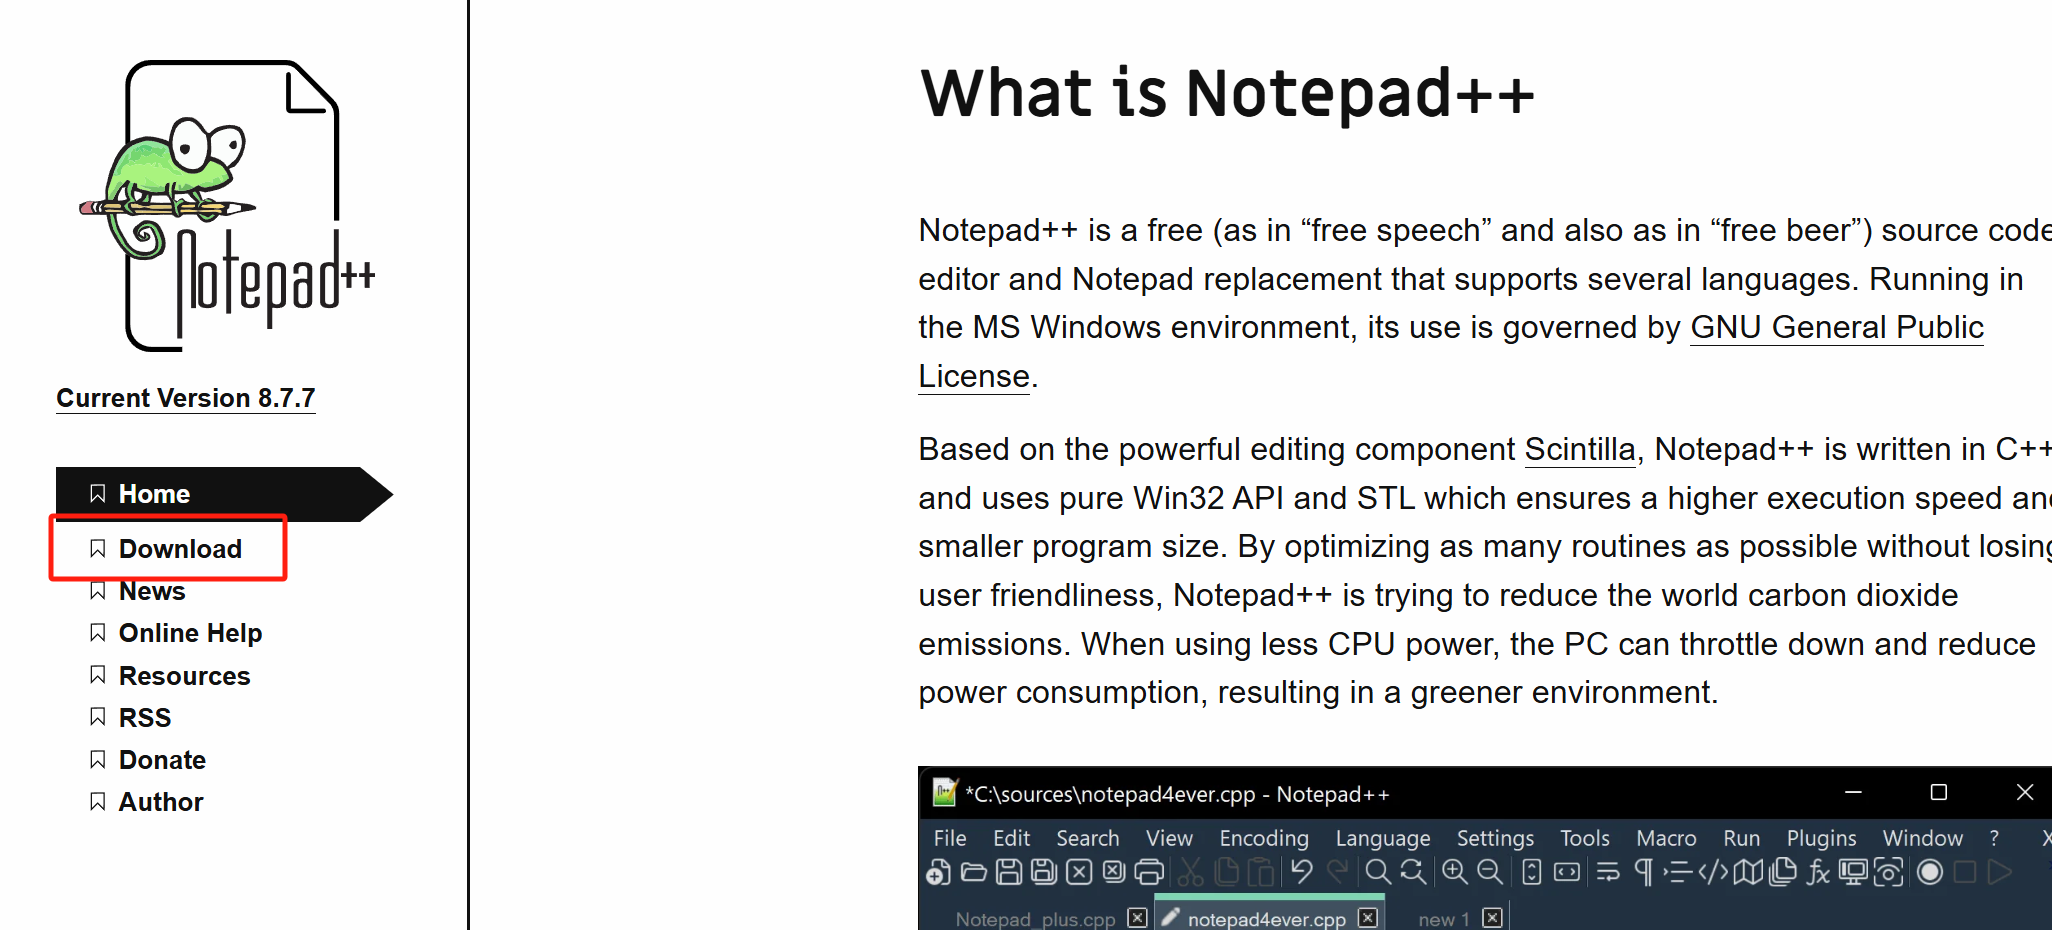 Notepad++
Current Version 8.7.7
Home
Download
News
Online Help
Resources
RSS
Donate
Author
What is Notepad++
Notepad++ is a free (as in “free speech” and also as in “free beer”) source code
editor and Notepad replacement that supports several languages. Running in
the MS Windows environment, its use is governed by GNU General Public
License.
Based on the powerful editing component Scintilla, Notepad++ is written in C++
and uses pure Win32 API and STL which ensures a higher execution speed and
smaller program size. By optimizing as many routines as possible without losing
user friendliness, Notepad++ is trying to reduce the world carbon dioxide
emissions. When using less CPU power, the PC can throttle down and reduce
power consumption, resulting in a greener environment.
*C:\sources\notepad4ever.cpp - Notepad++
File Edit Search View Encoding Language Settings Tools Macro Run Plugins Window ? X
Notepad_plus.cpp notepad4ever.cpp new 1